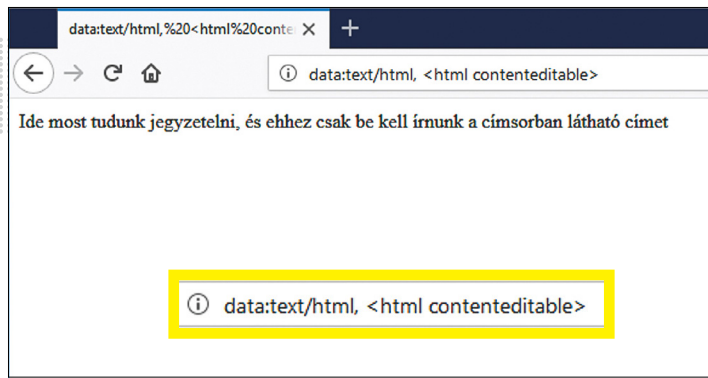 data:text/html,%20<html%20conte
data:text/html, <html contenteditable>
Ide most tudunk jegyzetelni, és ehhez csak be kell írnunk a címsorban látható címet
data:text/html, <html contenteditable>